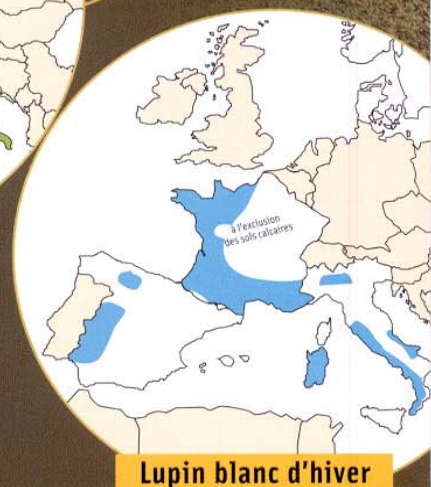 à l'exclusion
des sols calcaires
Lupin blanc d'hiver